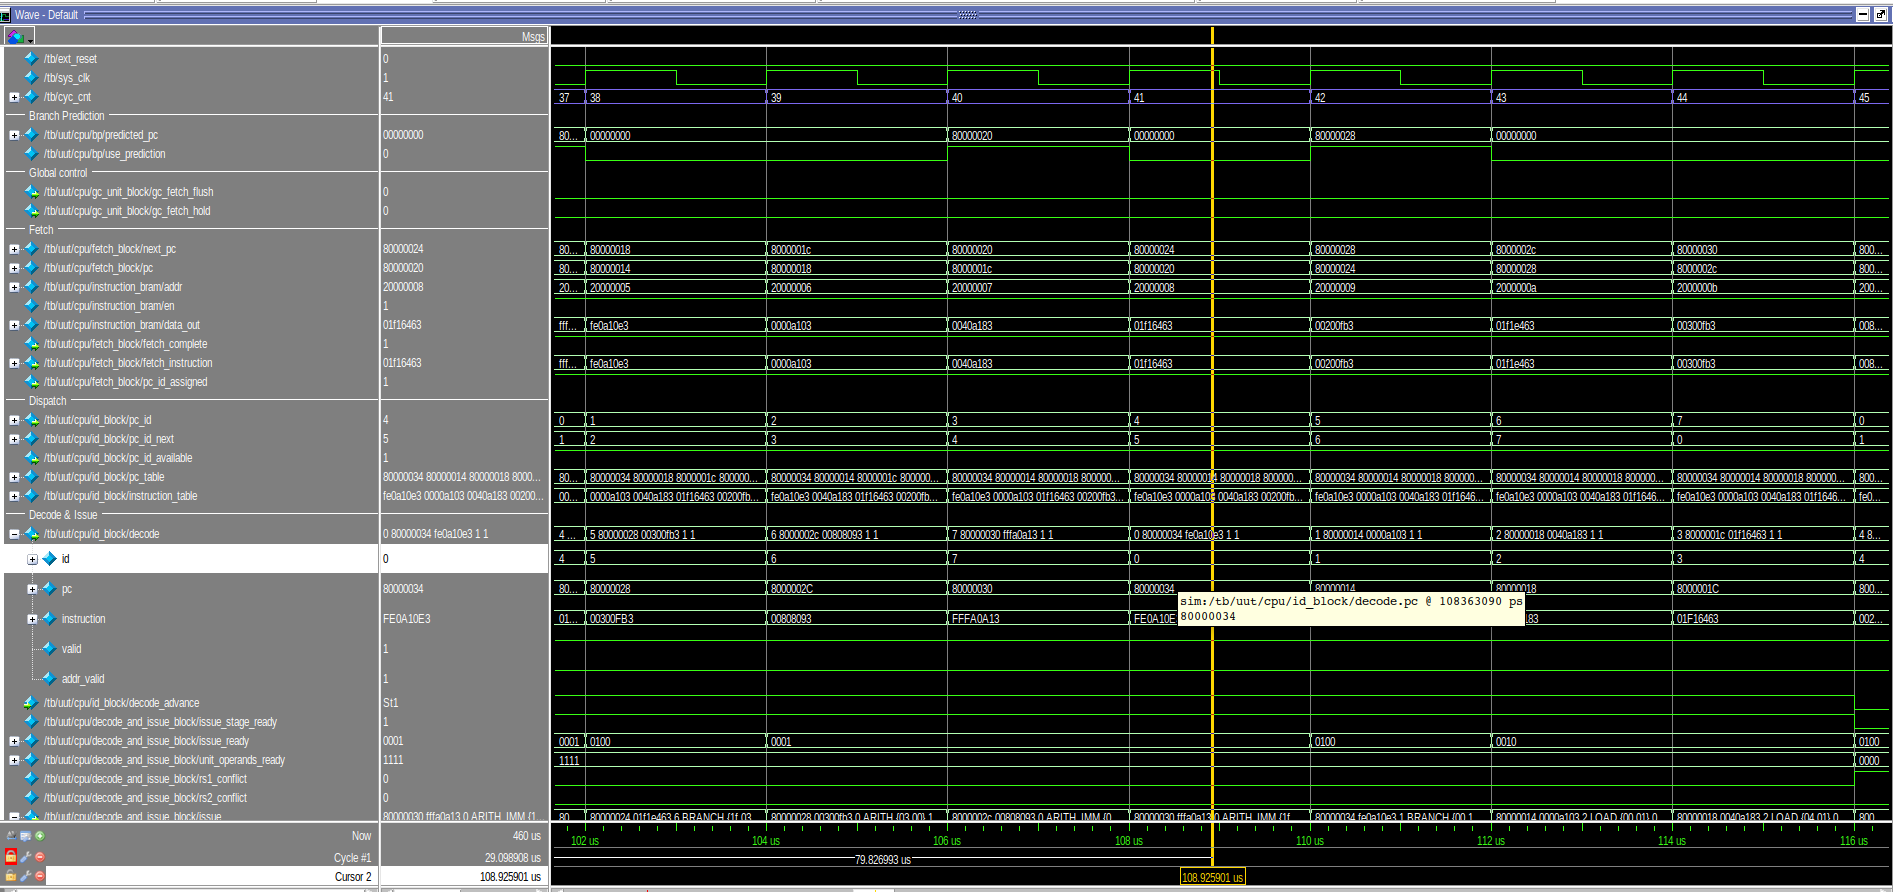 Wave - Default
Msgs
/tb/ext_reset 0
/tb/sys_clk 1
/tb/cyc_cnt 41 37 38 39 40 41 42 43 44 45
Branch Prediction
/tb/uut/cpu/bp/predicted_pc 00000000 80... 00000000 80000020 00000000 80000028 00000000
/tb/uut/cpu/bp/use_prediction 0
Global control
/tb/uut/cpu/gc_unit_block/gc_fetch_flush 0
/tb/uut/cpu/gc_unit_block/gc_fetch_hold 0
Fetch
/tb/uut/cpu/fetch_block/next_pc 80000024 80... 80000018 8000001c 80000020 80000024 80000028 8000002c 80000030 800...
/tb/uut/cpu/fetch_block/pc 80000020 80... 80000014 80000018 8000001c 80000020 80000024 80000028 8000002c 800...
/tb/uut/cpu/instruction_bram/addr 20000008 20... 20000005 20000006 20000007 20000008 20000009 2000000a 2000000b 200...
/tb/uut/cpu/instruction_bram/en 1
/tb/uut/cpu/instruction_bram/data_out 01f16463 fff... fe0a10e3 0000a103 0040a183 01f16463 00200fb3 01f1e463 00300fb3 008...
/tb/uut/cpu/fetch_block/fetch_complete 1
/tb/uut/cpu/fetch_block/fetch_instruction 01f16463 fff... fe0a10e3 0000a103 0040a183 01f16463 00200fb3 01f1e463 00300fb3 008...
/tb/uut/cpu/fetch_block/pc_id_assigned 1
Dispatch
/tb/uut/cpu/id_block/pc_id 4 0 1 2 3 4 5 6 7 0
/tb/uut/cpu/id_block/pc_id_next 5 1 2 3 4 5 6 7 0 1
/tb/uut/cpu/id_block/pc_id_available 1
/tb/uut/cpu/id_block/pc_table 80000034 80000014 80000018 8000... 80... 80000034 80000018 8000001c 800000... 80000034 80000014 8000001c 800000... 80000034 80000014 80000018 800000... 80000034 80000014 80000018 800000... 80000034 80000014 80000018 800000... 80000034 80000014 80000018 800000... 80000034 80000014 80000018 800000... 800...
/tb/uut/cpu/id_block/instruction_table fe0a10e3 0000a103 0040a183 00200... 00... 0000a103 0040a183 01f16463 00200fb... fe0a10e3 0040a183 01f16463 00200fb... fe0a10e3 0000a103 01f16463 00200fb3... fe0a10e3 0000a103 0040a183 00200fb... fe0a10e3 0000a103 0040a183 01f1646... fe0a10e3 0000a103 0040a183 01f1646... fe0a10e3 0000a103 0040a183 01f1646... fe0...
Decode & Issue
/tb/uut/cpu/id_block/decode 0 80000034 fe0a10e3 1 1 4 ... 5 80000028 00300fb3 1 1 6 8000002c 00808093 1 1 7 80000030 fffa0a13 1 1 0 80000034 fe0a10e3 1 1 1 80000014 0000a103 1 1 2 80000018 0040a183 1 1 3 8000001c 01f16463 1 1 4 8...
id 0 4 5 6 7 0 1 2 3 4
pc 80000034 80... 80000028 8000002C 80000030 80000034 80000014 80000018 8000001C 800...
sim:/tb/uut/cpu/id_block/decode.pc @ 108363090 ps
80000034
instruction FE0A10E3 01... 00300FB3 00808093 FFFA0A13 FE0A10E 183 01F16463 002...
valid 1
addr_valid 1
/tb/uut/cpu/id_block/decode_advance St1
/tb/uut/cpu/decode_and_issue_block/issue_stage_ready 1
/tb/uut/cpu/decode_and_issue_block/issue_ready 0001 0001 0100 0001 0100 0010 0100
/tb/uut/cpu/decode_and_issue_block/unit_operands_ready 1111 1111 0000
/tb/uut/cpu/decode_and_issue_block/rs1_conflict 0
/tb/uut/cpu/decode_and_issue_block/rs2_conflict 0
/tb/uut/cpu/decode_and_issue_block/issue 80000030 fffa0a13 0 ARITH_IMM {1... 80... 80000024 01f1e463 6 BRANCH {1f 03 80000028 00300fb3 0 ARITH {03 00} 1 8000002c 00808093 0 ARITH_IMM {0 80000030 fffa0a13 0 ARITH_IMM {1f 80000034 fe0a10e3 1 BRANCH {00 1 80000014 0000a103 2 LOAD {00 01} 0 80000018 0040a183 2 LOAD {04 01} 0 800
Now 460 us 102 us 104 us 106 us 108 us 110 us 112 us 114 us 116 us
Cycle #1 29.098908 us 79.826993 us
Cursor 2 108.925901 us 108.925901 us